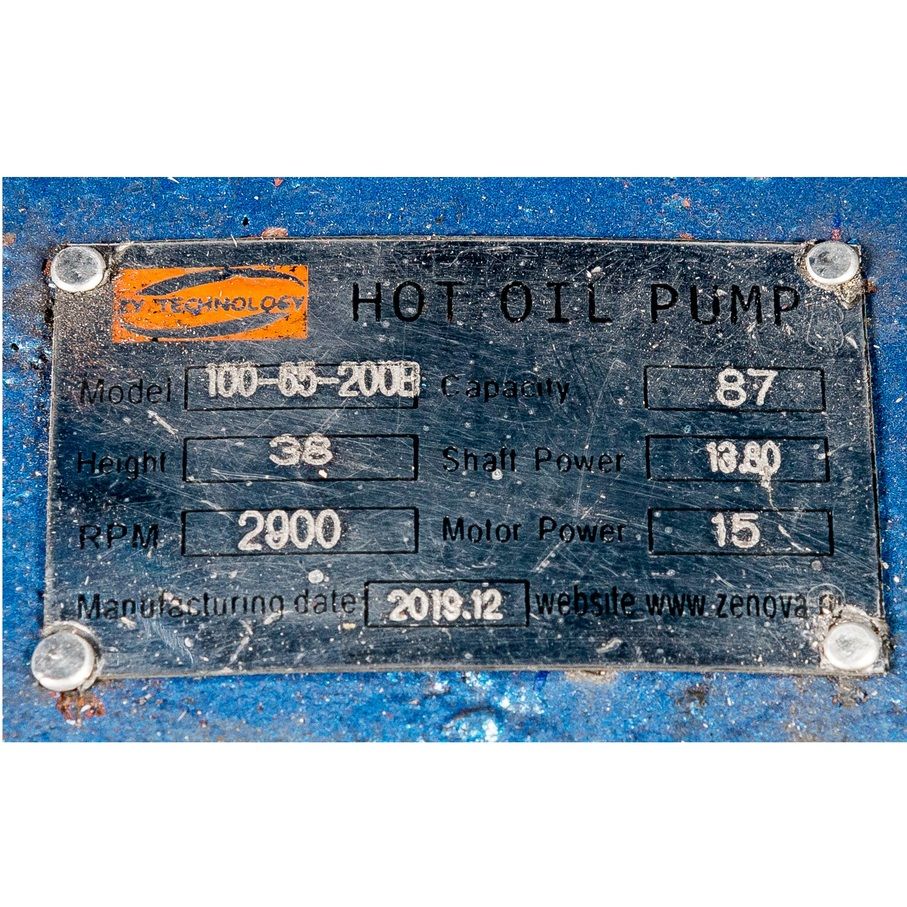 ZY TECHNOLOGY HOT OIL PUMP
Model 100-65-200B Capacity 87
Height 38 Shaft Power 13.80
RPM 2900 Motor Power 15
Manufacturing date 2019.12 website www.zenova.